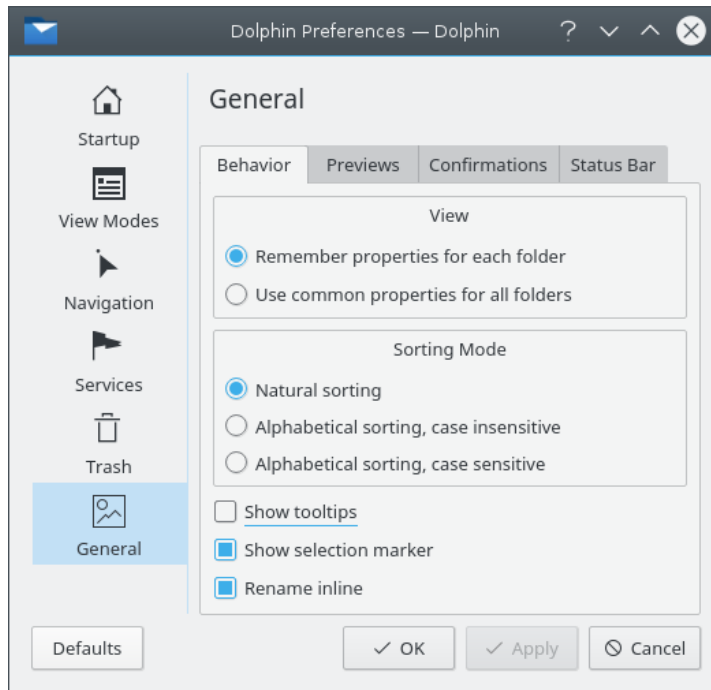 Dolphin Preferences — Dolphin
Startup
View Modes
Navigation
Services
Trash
General
General
Behavior Previews Confirmations Status Bar
View
Remember properties for each folder
Use common properties for all folders
Sorting Mode
Natural sorting
Alphabetical sorting, case insensitive
Alphabetical sorting, case sensitive
Show tooltips
Show selection marker
Rename inline
Defaults OK Apply Cancel